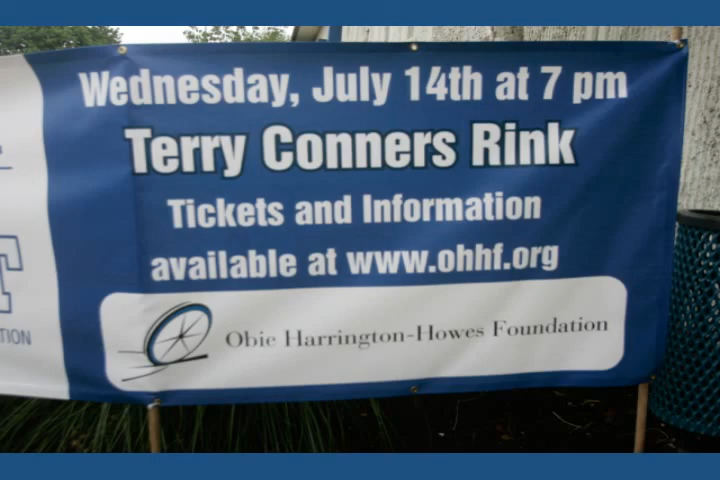 Wednesday, July 14th at 7 pm
Terry Conners Rink
Tickets and Information
available at www.ohhf.org
Obie Harrington-Howes Foundation